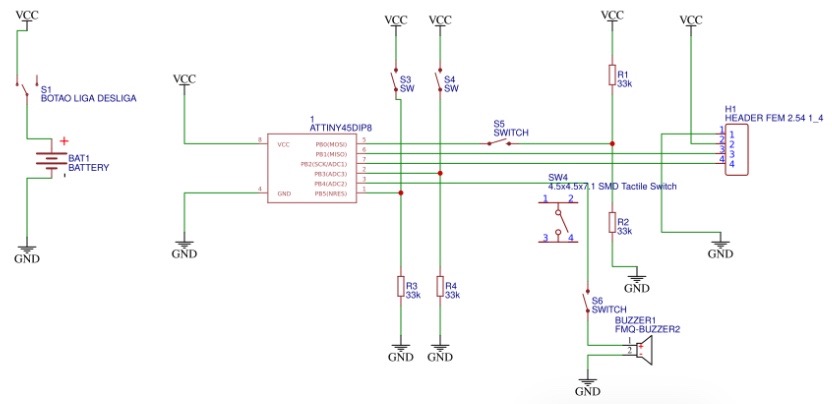 VCC
S1
BOTAO LIGA DESLIGA
+
BAT1
BATTERY
GND
VCC
GND
1
ATTINY45DIP8
8 VCC
4 GND
PB0(MOSI) 5
PB1(MISO) 6
PB2(SCK/ADC1) 7
PB3(ADC3) 2
PB4(ADC2) 3
PB5(NRES) 1
VCC
S3
SW
R3
33k
GND
VCC
S4
SW
R4
33k
GND
S5
SWITCH
SW4
4.5x4.5x7.1 SMD Tactile Switch
1 2
3 4
VCC
R1
33k
R2
33k
GND
S6
SWITCH
BUZZER1
FMQ-BUZZER2
1 +
2 -
GND
VCC
H1
HEADER FEM 2.54 1_4
1 1
2 2
3 3
4 4
GND